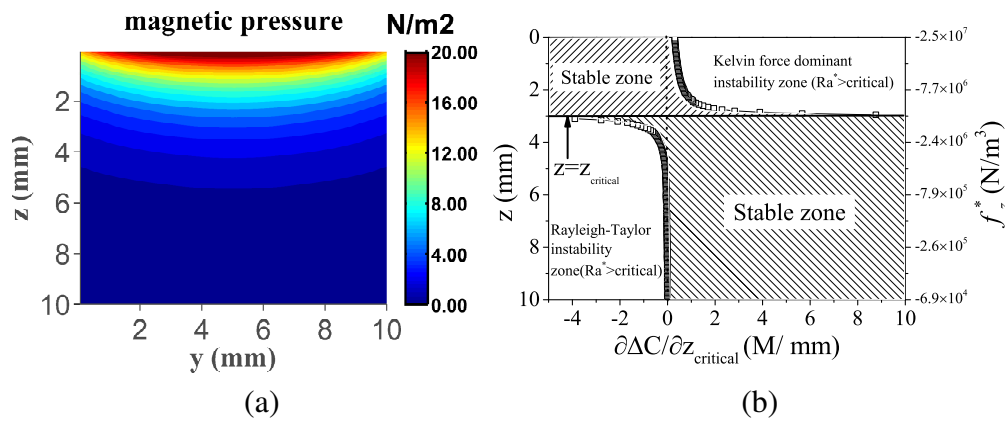 magnetic pressure
N/m2
20.00
16.00
12.00
8.00
4.00
0.00
2
4
6
8
10
z (mm)
2
4
6
8
10
y (mm)
(a)
0
2
4
6
8
10
z (mm)
Stable zone
Kelvin force dominant
instability zone (Ra*>critical)
z=z_critical
Stable zone
Rayleigh-Taylor
instability
zone(Ra*>critical)
-2.5×10⁷
-7.7×10⁶
-2.4×10⁶
-7.9×10⁵
-2.6×10⁵
-6.9×10⁴
f_z* (N/m³)
-4
-2
0
2
4
6
8
10
∂ΔC/∂z_critical (M/ mm)
(b)